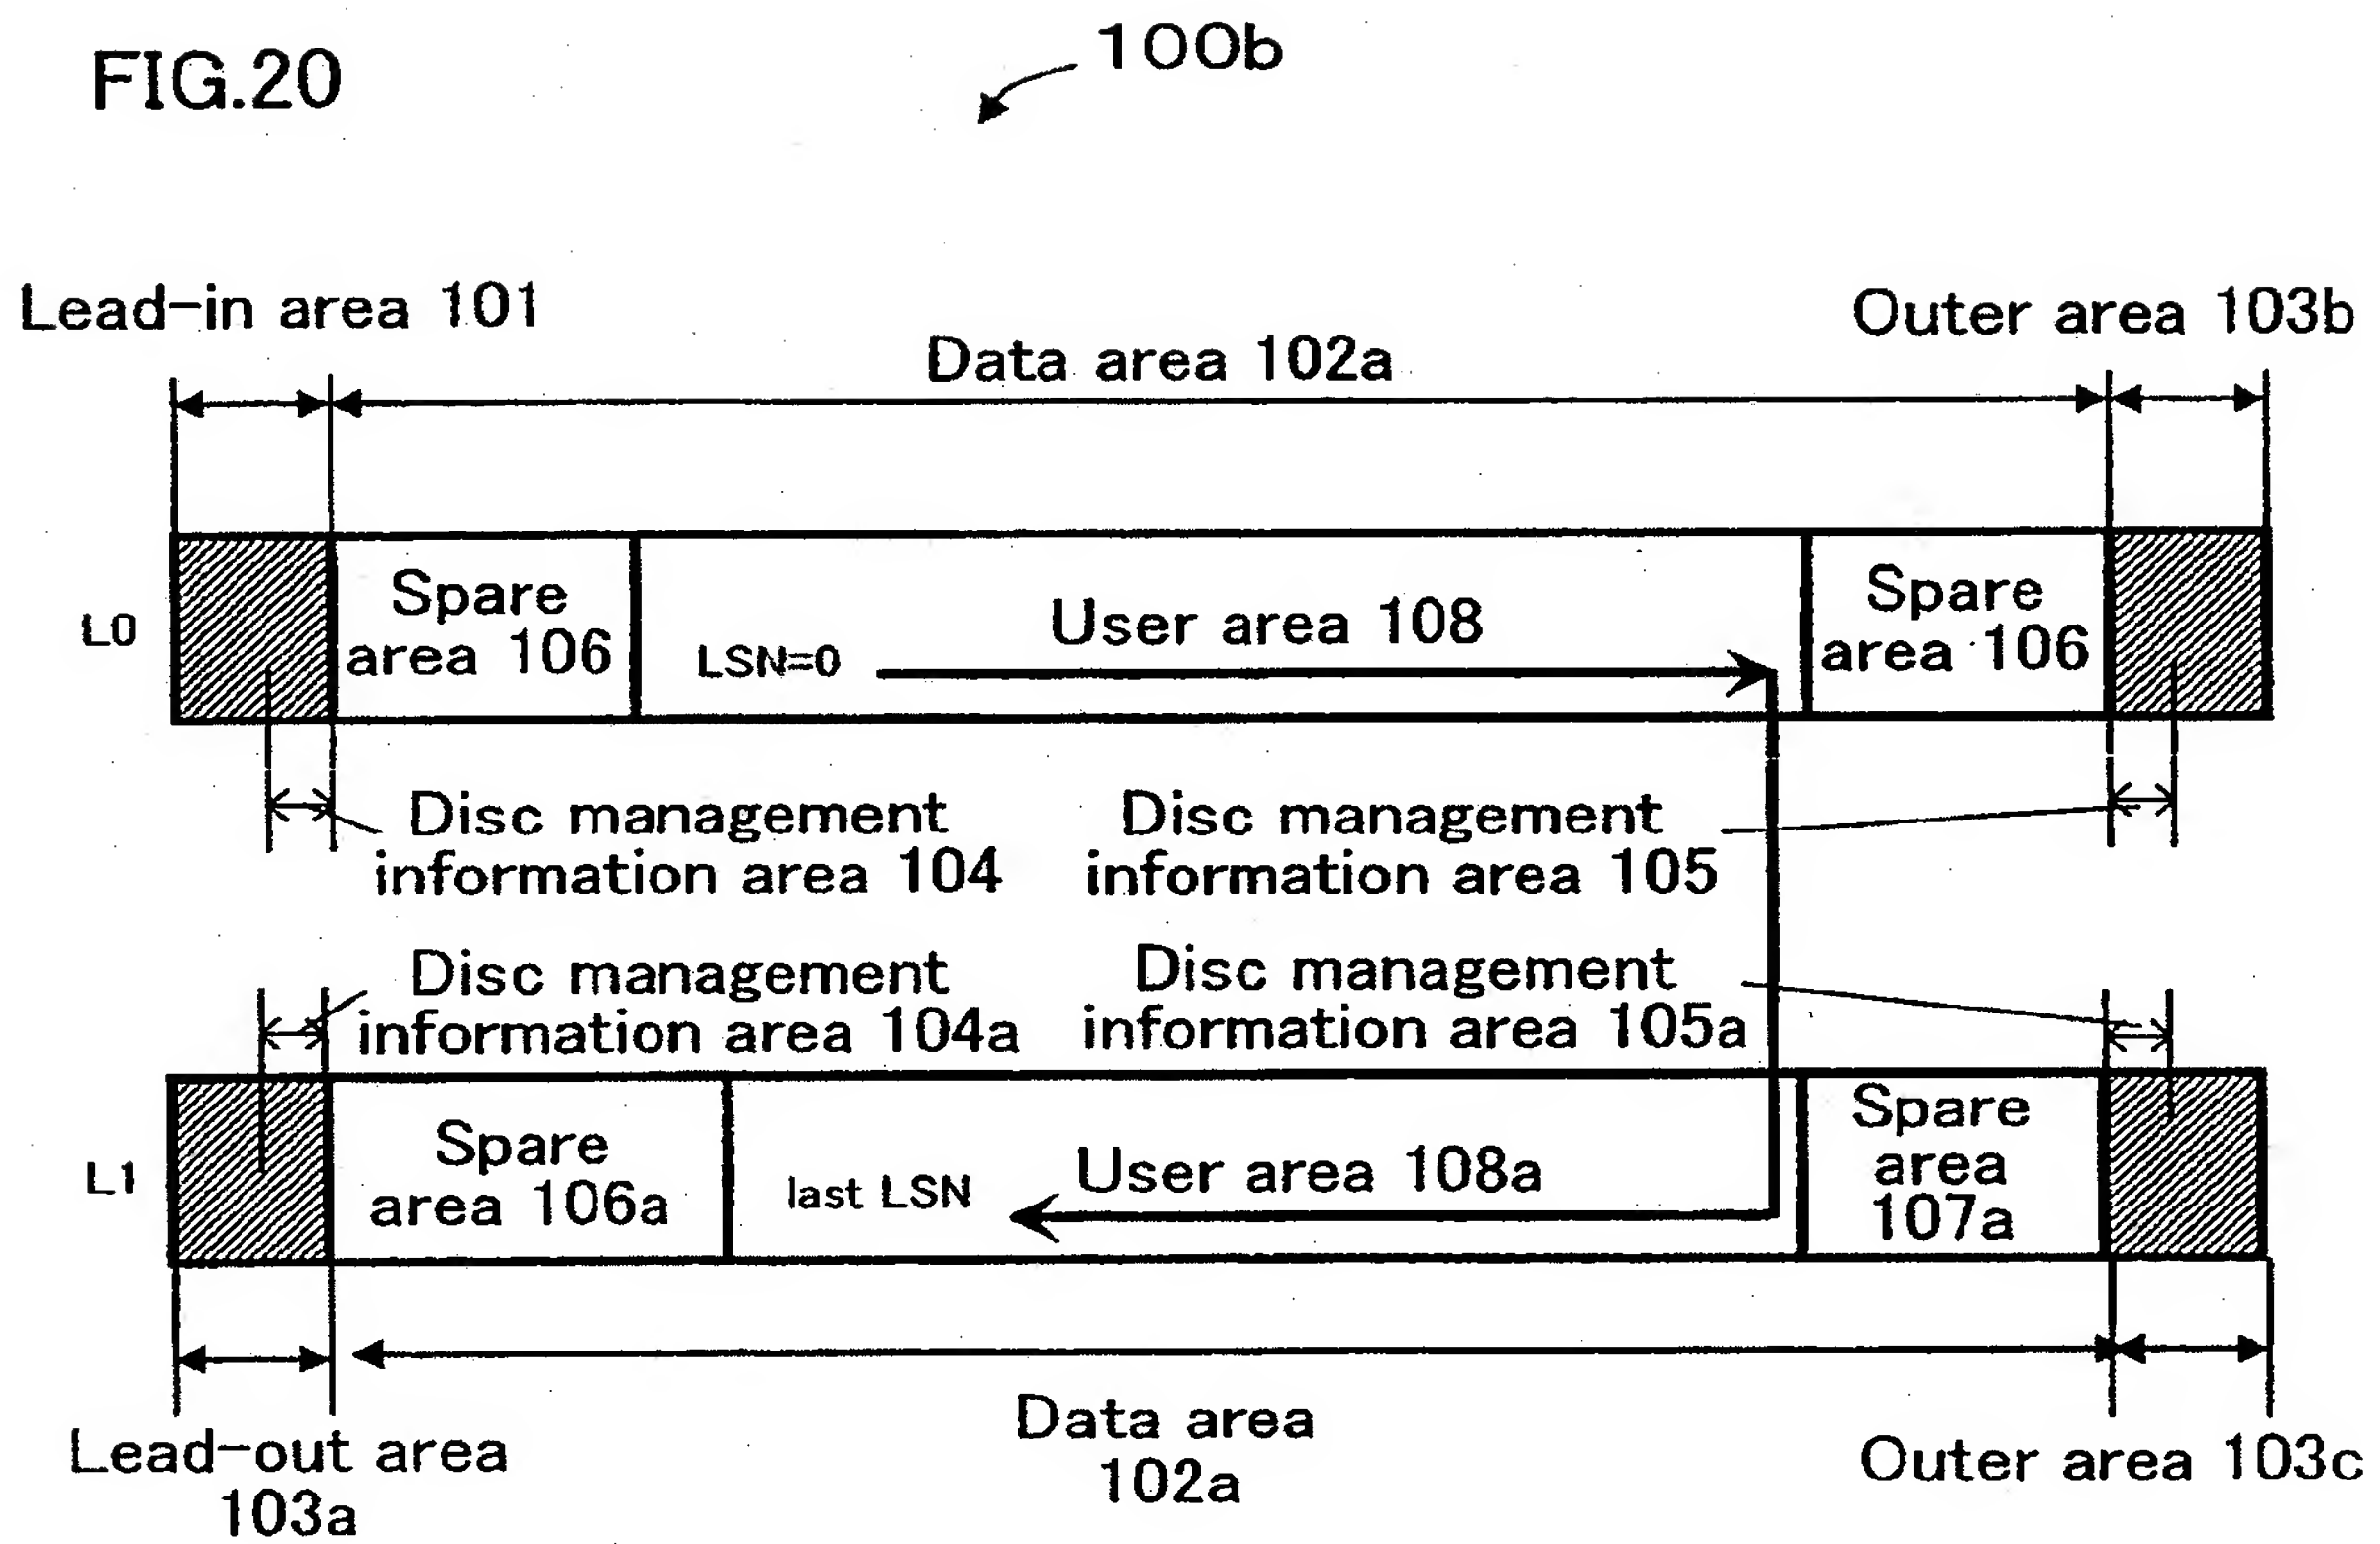 FIG.20
100b
Lead-in area 101
Outer area 103b
Data area 102a
L0
Spare
area 106
User area 108
LSN=0
Spare
area 106
Disc management
information area 104
Disc management
information area 105
Disc management
information area 104a
Disc management
information area 105a
L1
Spare
area 106a
last LSN
User area 108a
Spare
area
107a
Lead-out area
103a
Data area
102a
Outer area 103c